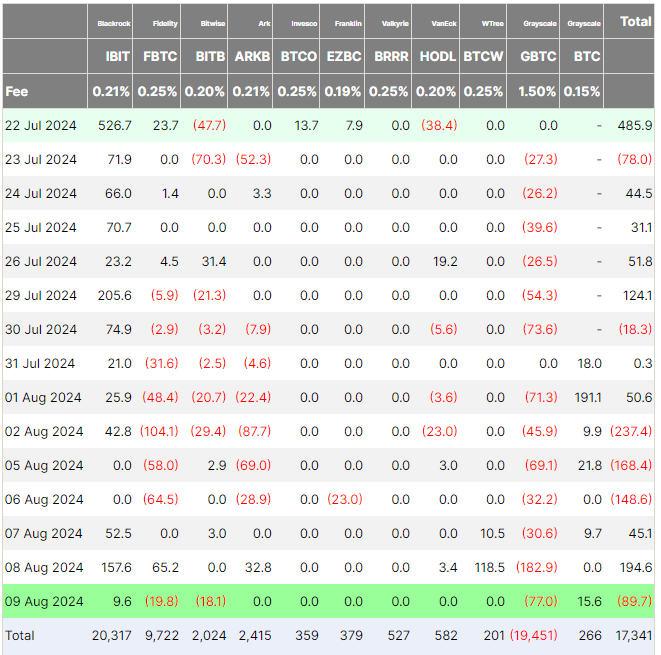 Blackrock Fidelity Bitwise Ark Invesco Franklin Valkyrie VanEck WTree Grayscale Grayscale Total
IBIT FBTC BITB ARKB BTCO EZBC BRRR HODL BTCW GBTC BTC
Fee 0.21% 0.25% 0.20% 0.21% 0.25% 0.19% 0.25% 0.20% 0.25% 1.50% 0.15%
22 Jul 2024 526.7 23.7 (47.7) 0.0 13.7 7.9 0.0 (38.4) 0.0 0.0 - 485.9
23 Jul 2024 71.9 0.0 (70.3) (52.3) 0.0 0.0 0.0 0.0 0.0 (27.3) - (78.0)
24 Jul 2024 66.0 1.4 0.0 3.3 0.0 0.0 0.0 0.0 0.0 (26.2) - 44.5
25 Jul 2024 70.7 0.0 0.0 0.0 0.0 0.0 0.0 0.0 0.0 (39.6) - 31.1
26 Jul 2024 23.2 4.5 31.4 0.0 0.0 0.0 0.0 19.2 0.0 (26.5) - 51.8
29 Jul 2024 205.6 (5.9) (21.3) 0.0 0.0 0.0 0.0 0.0 0.0 (54.3) - 124.1
30 Jul 2024 74.9 (2.9) (3.2) (7.9) 0.0 0.0 0.0 (5.6) 0.0 (73.6) - (18.3)
31 Jul 2024 21.0 (31.6) (2.5) (4.6) 0.0 0.0 0.0 0.0 0.0 0.0 18.0 0.3
01 Aug 2024 25.9 (48.4) (20.7) (22.4) 0.0 0.0 0.0 (3.6) 0.0 (71.3) 191.1 50.6
02 Aug 2024 42.8 (104.1) (29.4) (87.7) 0.0 0.0 0.0 (23.0) 0.0 (45.9) 9.9 (237.4)
05 Aug 2024 0.0 (58.0) 2.9 (69.0) 0.0 0.0 0.0 3.0 0.0 (69.1) 21.8 (168.4)
06 Aug 2024 0.0 (64.5) 0.0 (28.9) 0.0 (23.0) 0.0 0.0 0.0 (32.2) 0.0 (148.6)
07 Aug 2024 52.5 0.0 3.0 0.0 0.0 0.0 0.0 0.0 10.5 (30.6) 9.7 45.1
08 Aug 2024 157.6 65.2 0.0 32.8 0.0 0.0 0.0 3.4 118.5 (182.9) 0.0 194.6
09 Aug 2024 9.6 (19.8) (18.1) 0.0 0.0 0.0 0.0 0.0 0.0 (77.0) 15.6 (89.7)
Total 20,317 9,722 2,024 2,415 359 379 527 582 201 (19,451) 266 17,341